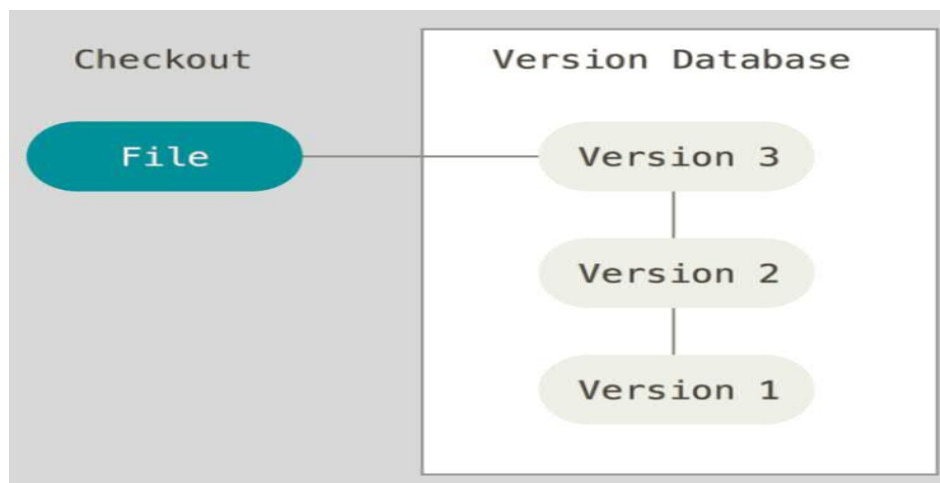 Checkout
Version Database
File
Version 3
Version 2
Version 1